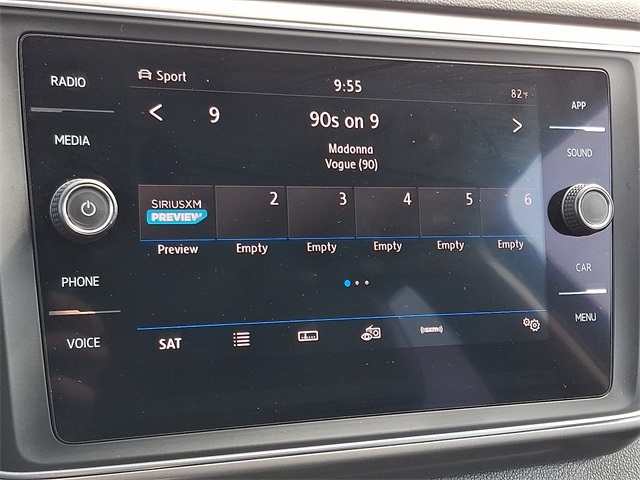 RADIO
MEDIA
PHONE
VOICE
Sport
9:55
82°F
9
90s on 9
Madonna
Vogue (90)
SIRIUSXM
PREVIEW
2
3
4
5
6
Preview
Empty
Empty
Empty
Empty
Empty
SAT
((SiriusXM))
APP
SOUND
CAR
MENU